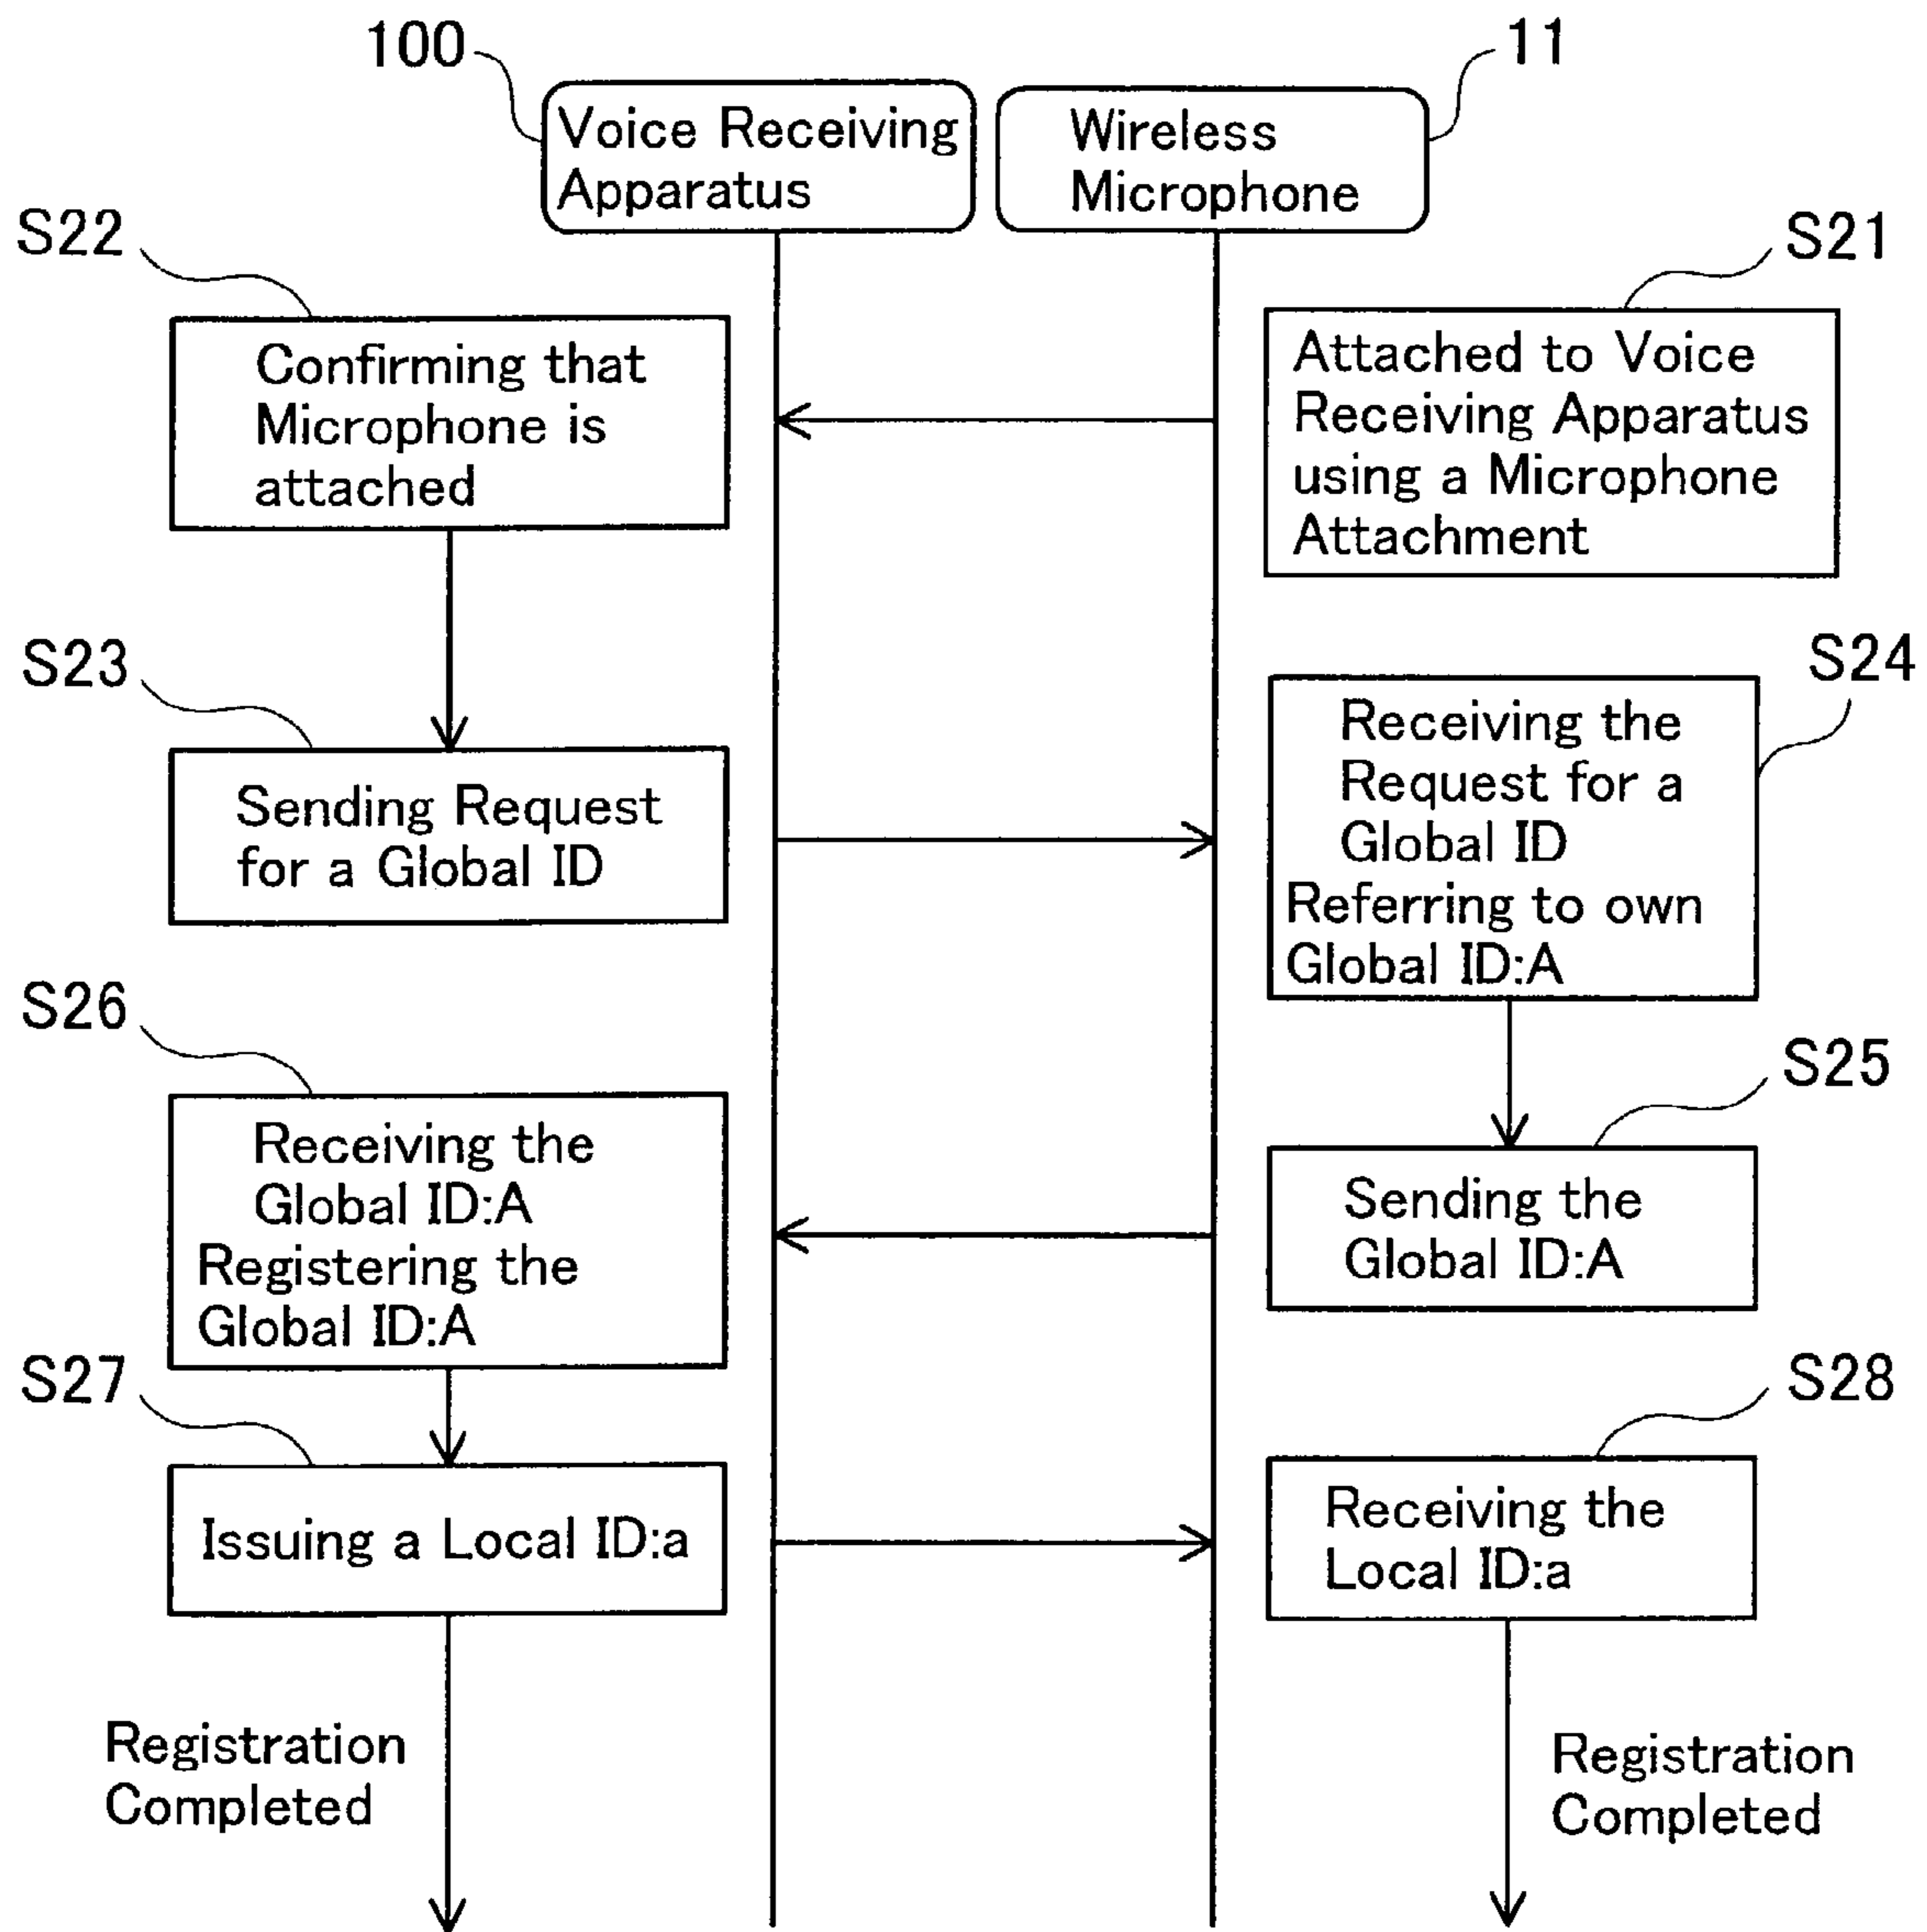 100
11
Voice Receiving
Apparatus
Wireless
Microphone
S22
S21
Confirming that
Microphone is
attached
Attached to Voice
Receiving Apparatus
using a Microphone
Attachment
S23
S24
Sending Request
for a Global ID
Receiving the
Request for a
Global ID
Referring to own
Global ID:A
S26
S25
Receiving the
Global ID:A
Registering the
Global ID:A
Sending the
Global ID:A
S27
S28
Issuing a Local ID:a
Receiving the
Local ID:a
Registration
Completed
Registration
Completed